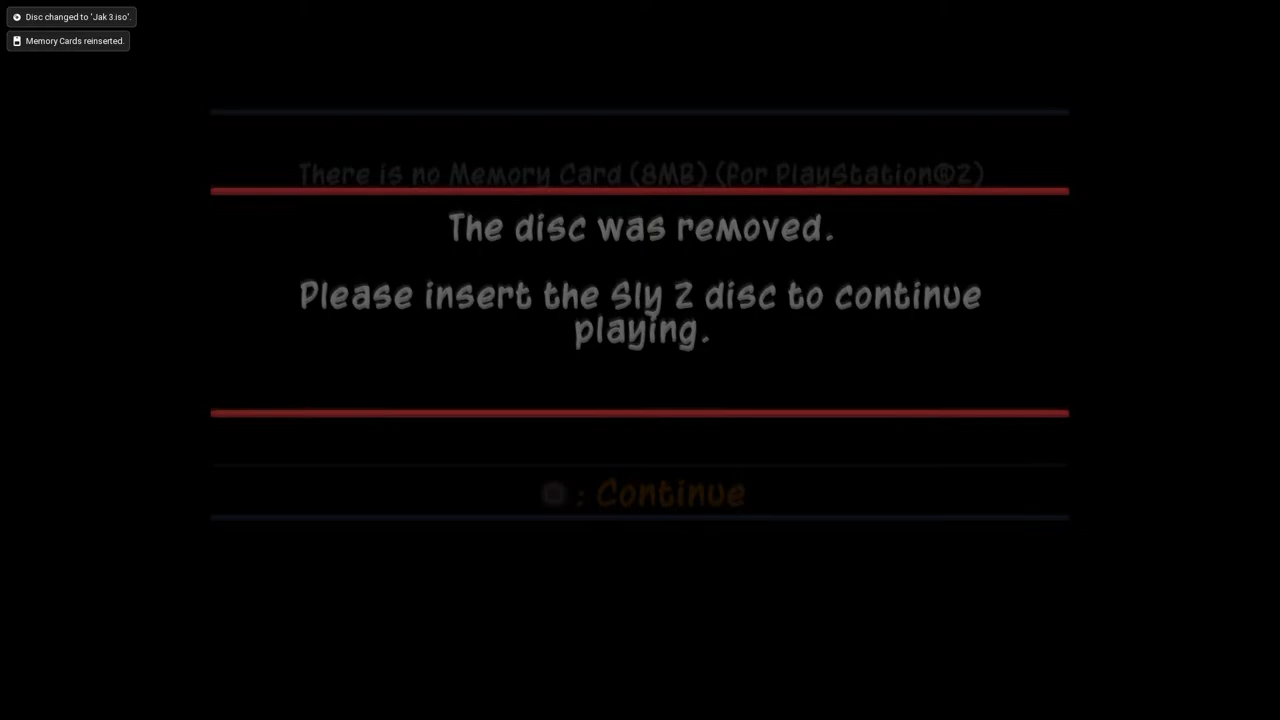 Disc changed to 'Jak 3.iso'.
Memory Cards reinserted.
There is no Memory Card (8MB) (for PlayStation®2)
The disc was removed.
Please insert the Sly 2 disc to continue
playing.
: Continue